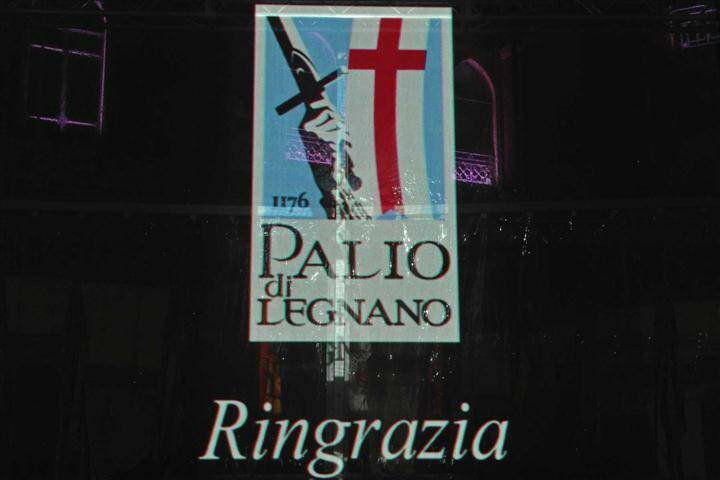 1176
PALIO
di
LEGNANO
Ringrazia